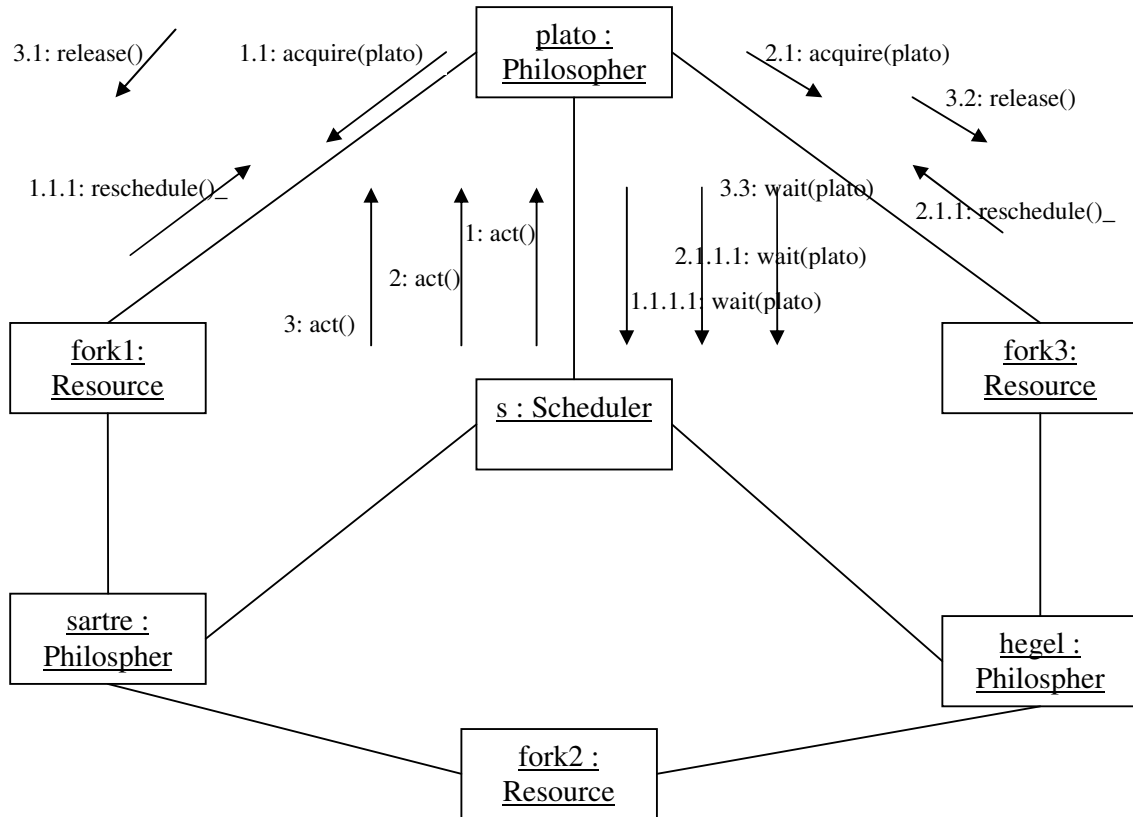 plato :
Philosopher
3.1: release()
1.1: acquire(plato)
2.1: acquire(plato)
3.2: release()
1.1.1: reschedule()_
3.3: wait(plato)
2.1.1: reschedule()_
1: act()
2.1.1.1: wait(plato)
2: act()
1.1.1.1: wait(plato)
3: act()
fork1:
Resource
fork3:
Resource
s : Scheduler
sartre :
Philospher
hegel :
Philospher
fork2 :
Resource